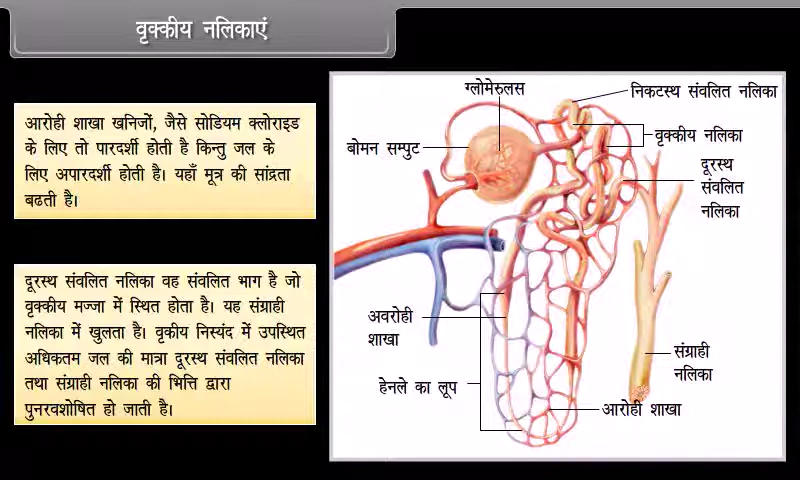 वृक्कीय नलिकाएं
आरोही शाखा खनिजों, जैसे सोडियम क्लोराइड
के लिए तो पारदर्शी होती है किन्तु जल के
लिए अपारदर्शी होती है। यहाँ मूत्र की सांद्रता
बढती है।
दूरस्थ संवलित नलिका वह संवलित भाग है जो
वृक्कीय मज्जा में स्थित होता है। यह संग्राही
नलिका में खुलता है। वृकीय निस्यंद में उपस्थित
अधिकतम जल की मात्रा दूरस्थ संवलित नलिका
तथा संग्राही नलिका की भित्ति द्वारा
पुनरवशोषित हो जाती है।
ग्लोमेरुलस
निकटस्थ संवलित नलिका
वृक्कीय नलिका
बोमन सम्पुट
दूरस्थ
संवलित
नलिका
अवरोही
शाखा
संग्राही
नलिका
हेनले का लूप
आरोही शाखा